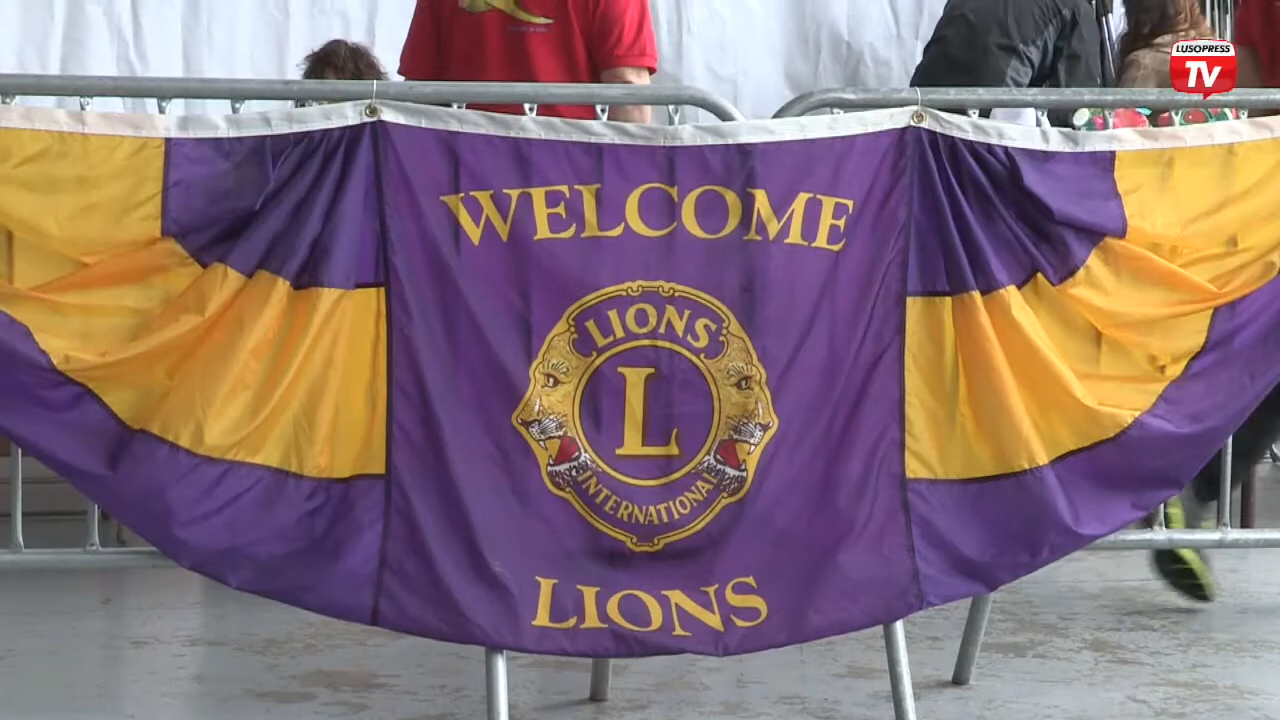 LUSOPRESS
TV
WELCOME
LIONS
L
INTERNATIONAL
LIONS